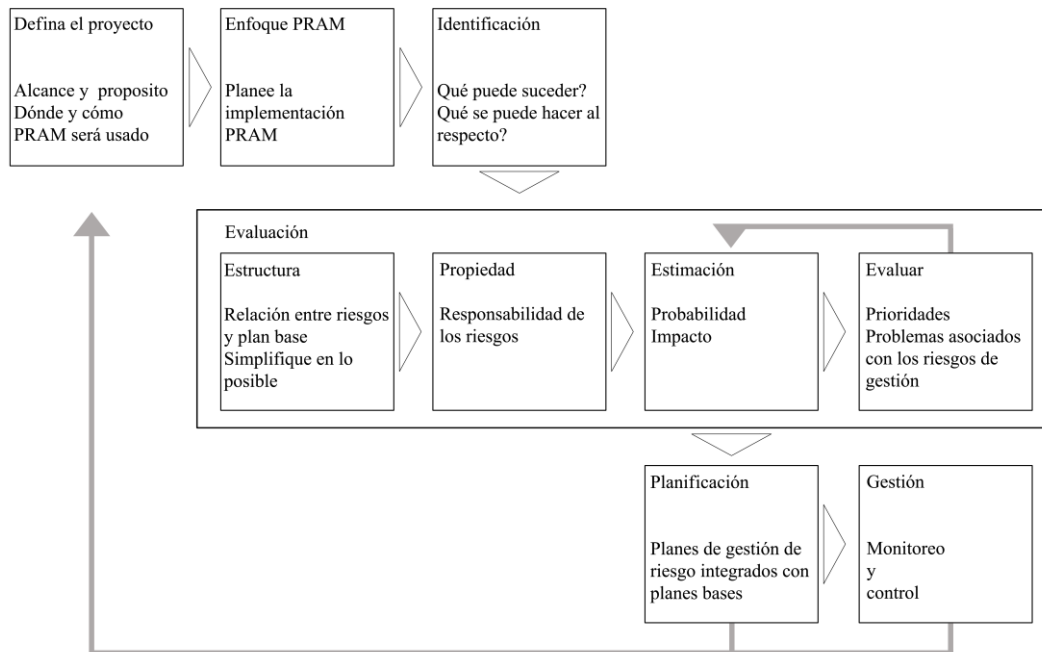 Defina el proyecto
Alcance y proposito
Dónde y cómo
PRAM será usado
Enfoque PRAM
Planee la
implementación
PRAM
Identificación
Qué puede suceder?
Qué se puede hacer al
respecto?
Evaluación
Estructura
Relación entre riesgos
y plan base
Simplifique en lo
posible
Propiedad
Responsabilidad de
los riesgos
Estimación
Probabilidad
Impacto
Evaluar
Prioridades
Problemas asociados
con los riesgos de
gestión
Planificación
Planes de gestión de
riesgo integrados con
planes bases
Gestión
Monitoreo
y
control